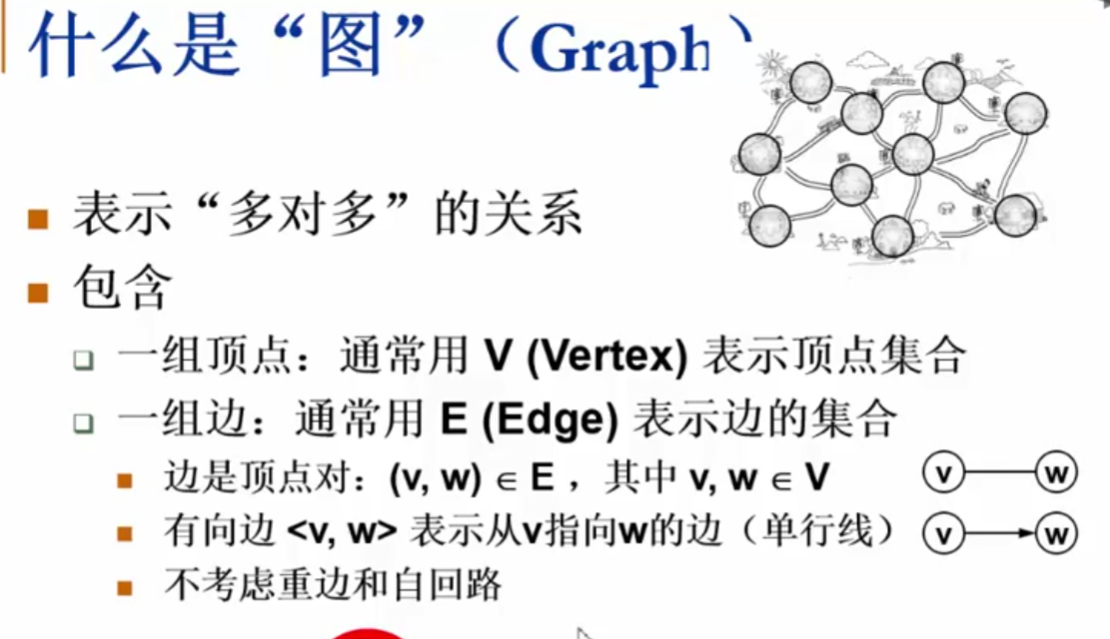 什么是“图”（Graph）
表示“多对多”的关系
包含
一组顶点：通常用 V (Vertex) 表示顶点集合
一组边：通常用 E (Edge) 表示边的集合
边是顶点对：(v, w) ∈ E ，其中 v, w ∈ V
v w
有向边 <v, w> 表示从v指向w的边（单行线）
v w
不考虑重边和自回路